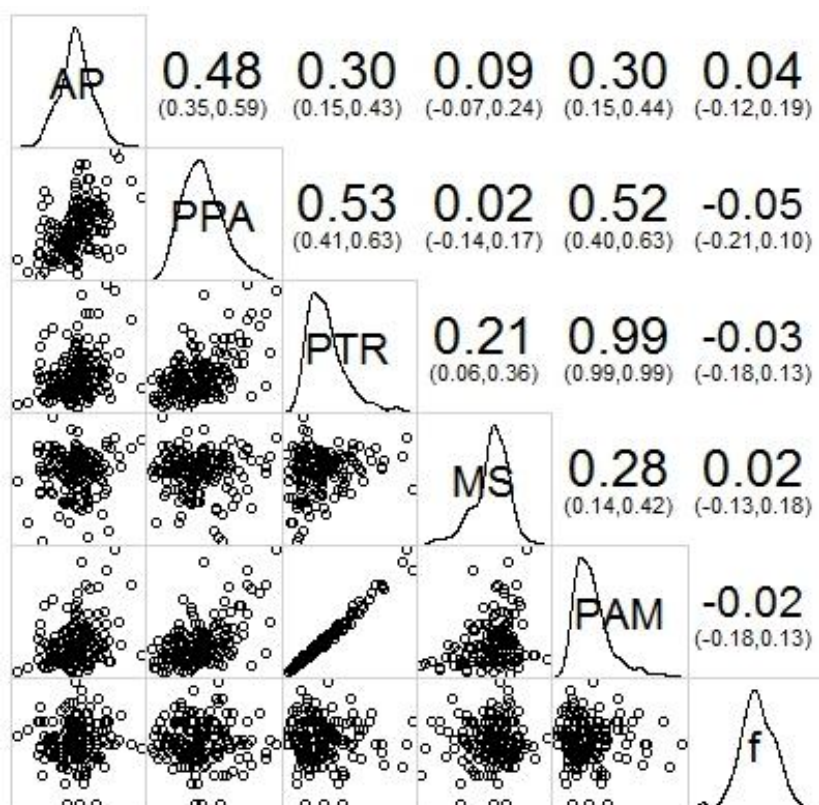 AP 0.48 0.30 0.09 0.30 0.04
(0.35,0.59) (0.15,0.43) (-0.07,0.24) (0.15,0.44) (-0.12,0.19)
PPA 0.53 0.02 0.52 -0.05
(0.41,0.63) (-0.14,0.17) (0.40,0.63) (-0.21,0.10)
PTR 0.21 0.99 -0.03
(0.06,0.36) (0.99,0.99) (-0.18,0.13)
MS 0.28 0.02
(0.14,0.42) (-0.13,0.18)
PAM -0.02
(-0.18,0.13)
f